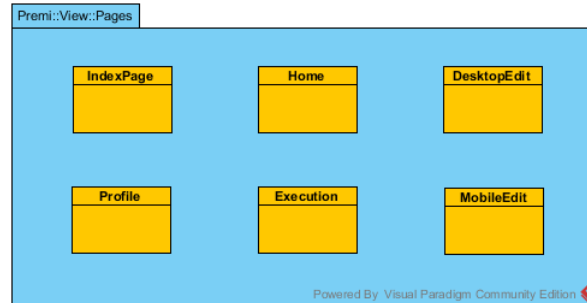 Premi::View::Pages
IndexPage
Home
DesktopEdit
Profile
Execution
MobileEdit
Powered By Visual Paradigm Community Edition